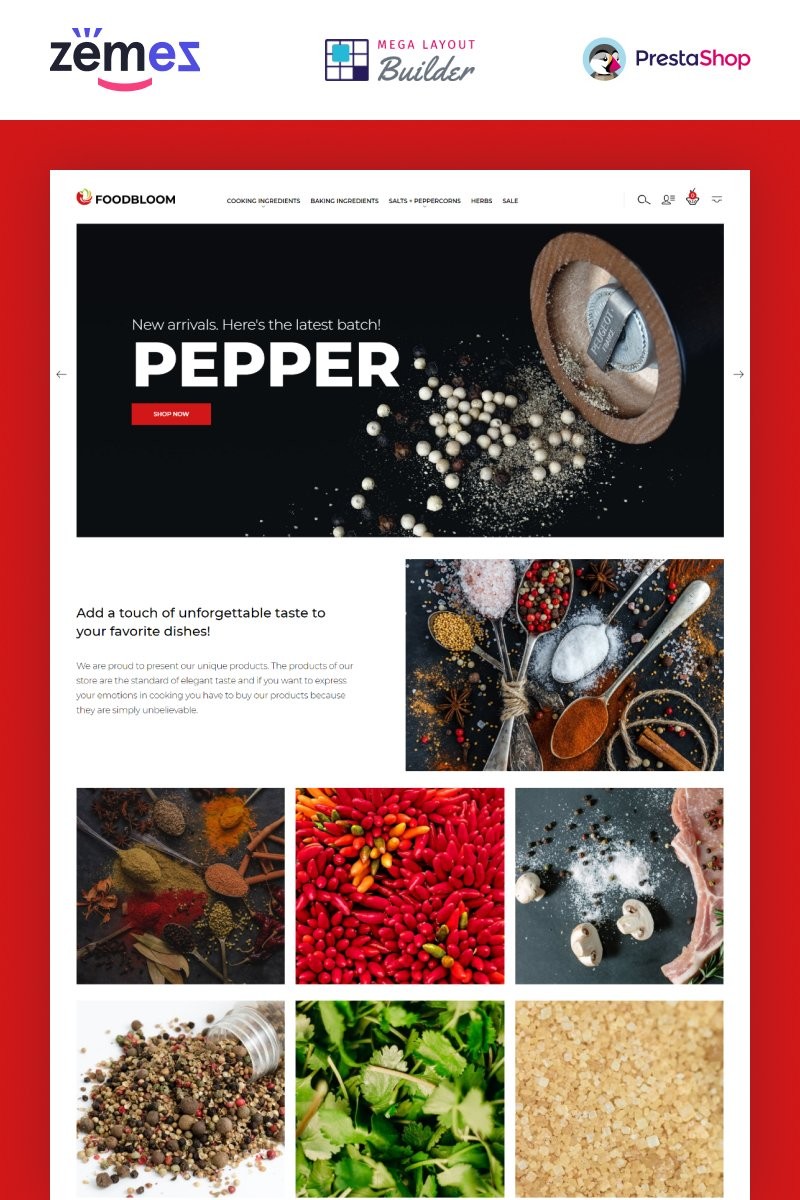 zemes
MEGA LAYOUT
Builder
PrestaShop
FOODBLOOM
COOKING INGREDIENTS BAKING INGREDIENTS SALTS + PEPPERCORNS HERBS SALE
New arrivals. Here's the latest batch!
PEPPER
SHOP NOW
Add a touch of unforgettable taste to
your favorite dishes!
We are proud to present our unique products. The products of our
store are the standard of elegant taste and if you want to express
your emotions in cooking you have to buy our products because
they are simply unbelievable.